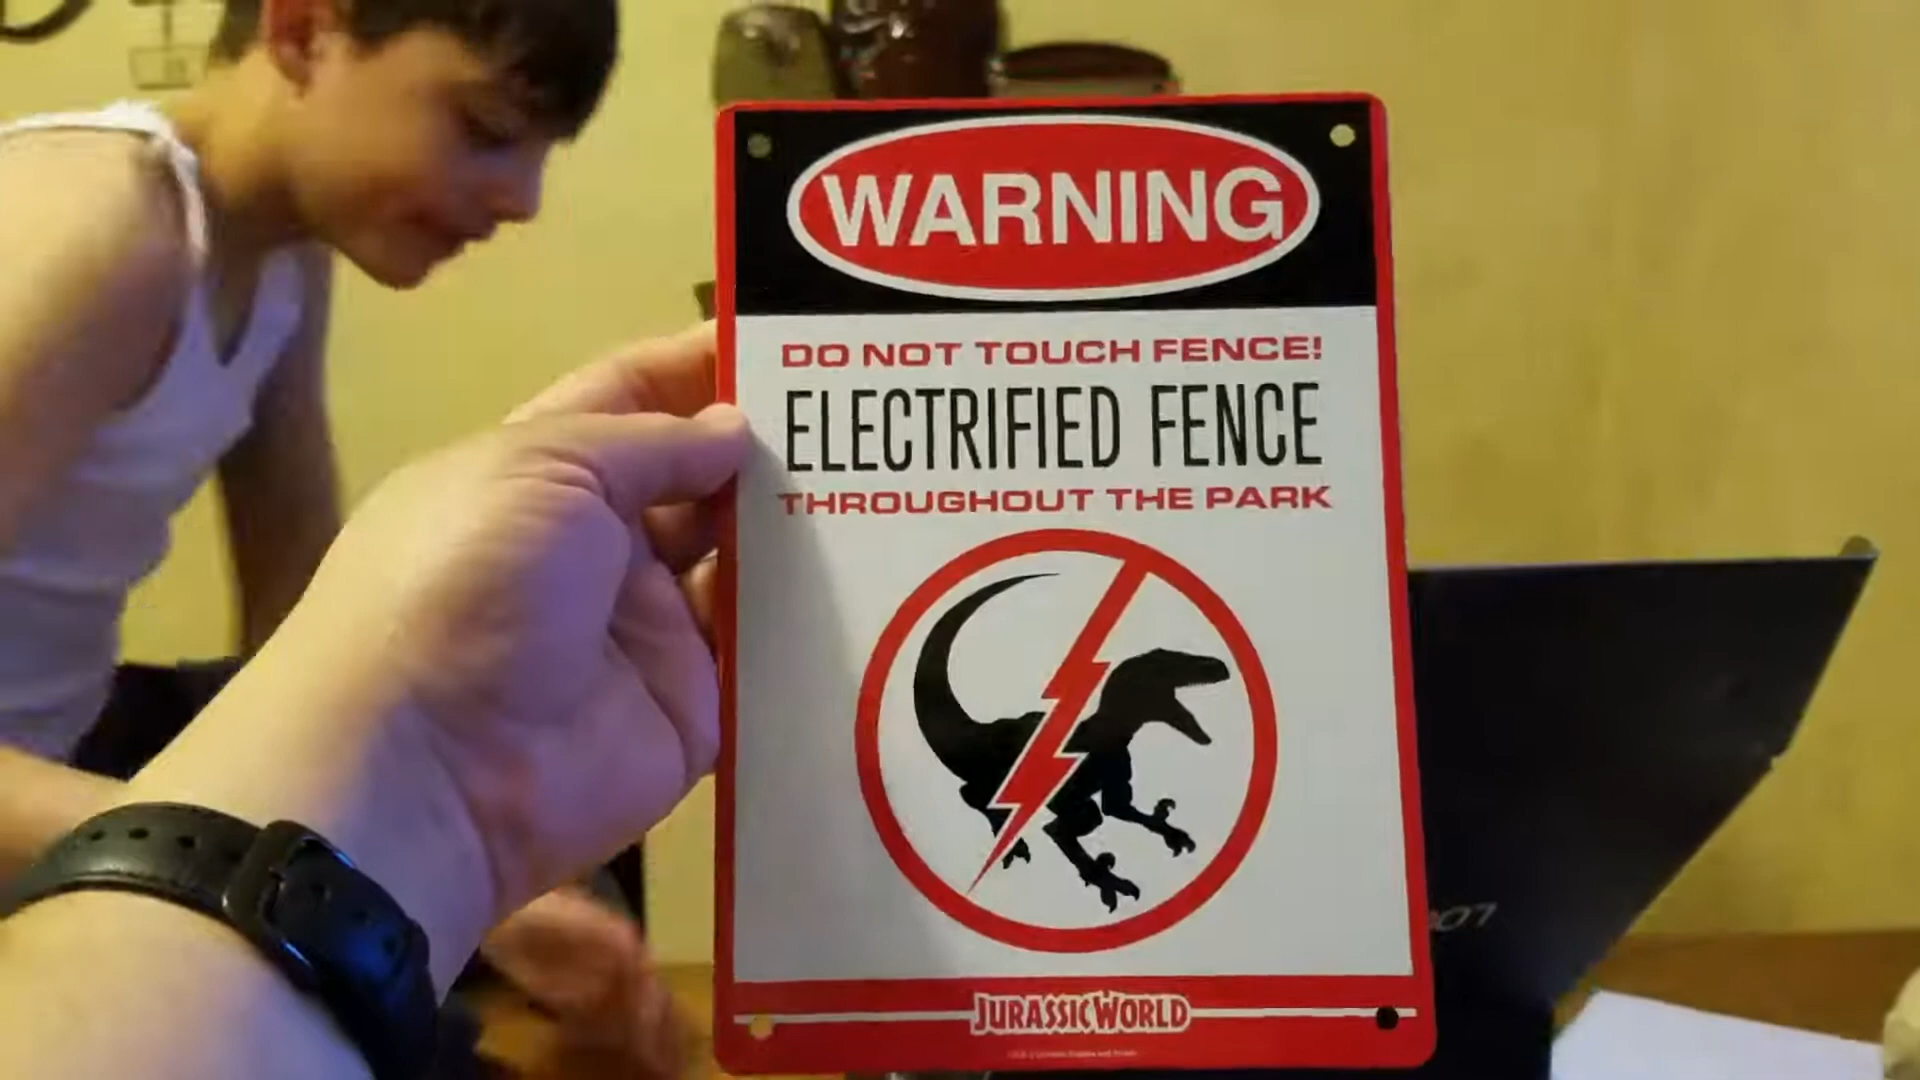 WARNING
DO NOT TOUCH FENCE!
ELECTRIFIED FENCE
THROUGHOUT THE PARK
JURASSIC WORLD